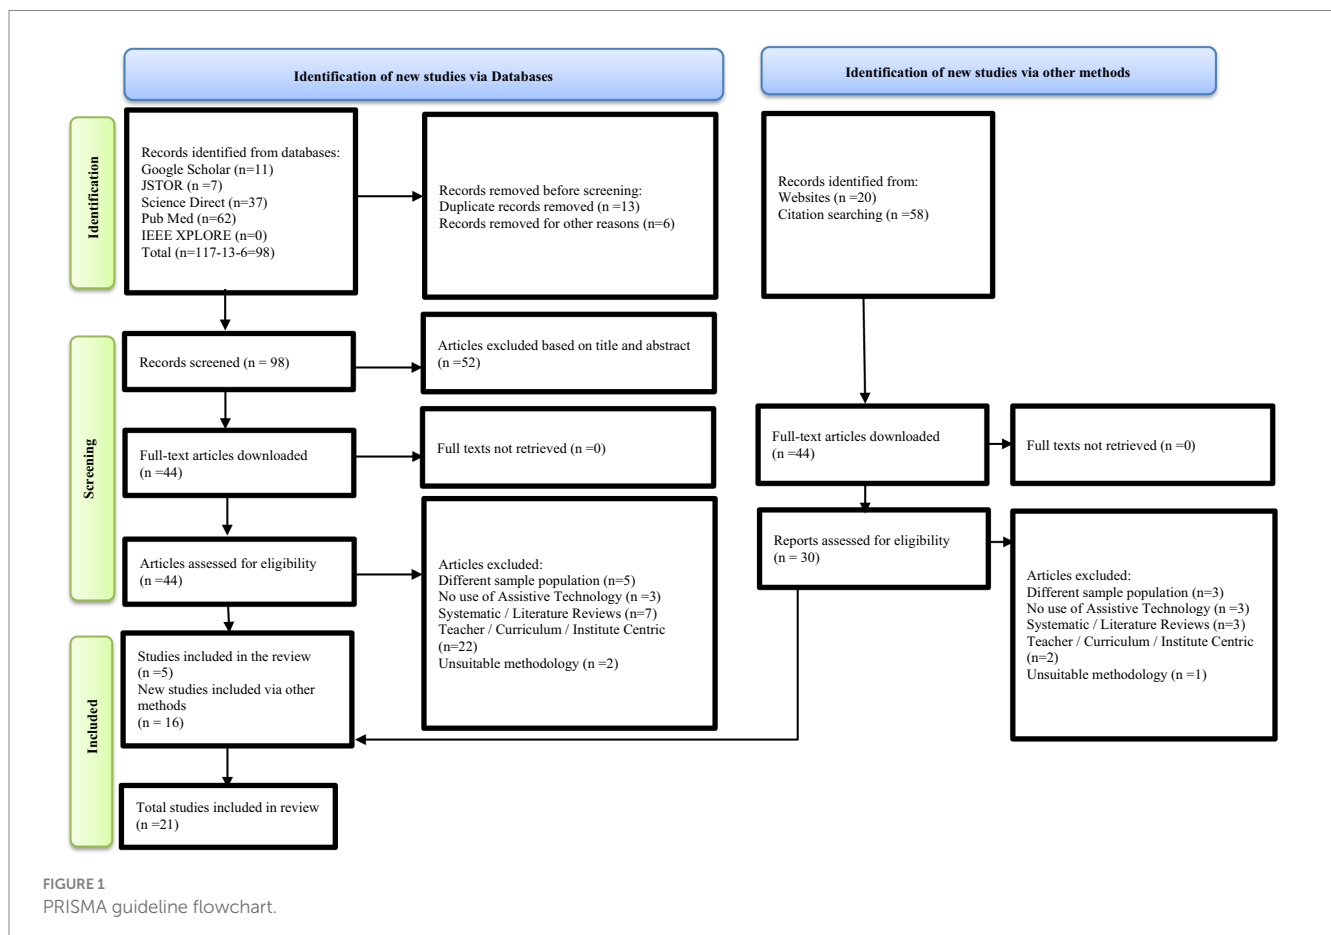 Identification of new studies via Databases
Identification of new studies via other methods
Identification
Records identified from databases:
Google Scholar (n=11)
JSTOR (n =7)
Science Direct (n=37)
Pub Med (n=62)
IEEE XPLORE (n=0)
Total (n=117-13-6=98)
Records removed before screening:
Duplicate records removed (n =13)
Records removed for other reasons (n=6)
Records identified from:
Websites (n =20)
Citation searching (n =58)
Screening
Records screened (n = 98)
Articles excluded based on title and abstract
(n =52)
Full-text articles downloaded
(n =44)
Full texts not retrieved (n =0)
Full-text articles downloaded
(n =44)
Full texts not retrieved (n =0)
Articles assessed for eligibility
(n =44)
Articles excluded:
Different sample population (n=5)
No use of Assistive Technology (n =3)
Systematic / Literature Reviews (n=7)
Teacher / Curriculum / Institute Centric
(n=22)
Unsuitable methodology (n =2)
Reports assessed for eligibility
(n = 30)
Articles excluded:
Different sample population (n=3)
No use of Assistive Technology (n =3)
Systematic / Literature Reviews (n=3)
Teacher / Curriculum / Institute Centric
(n=2)
Unsuitable methodology (n =1)
Included
Studies included in the review
(n =5)
New studies included via other
methods
(n = 16)
Total studies included in review
(n =21)
FIGURE 1
PRISMA guideline flowchart.